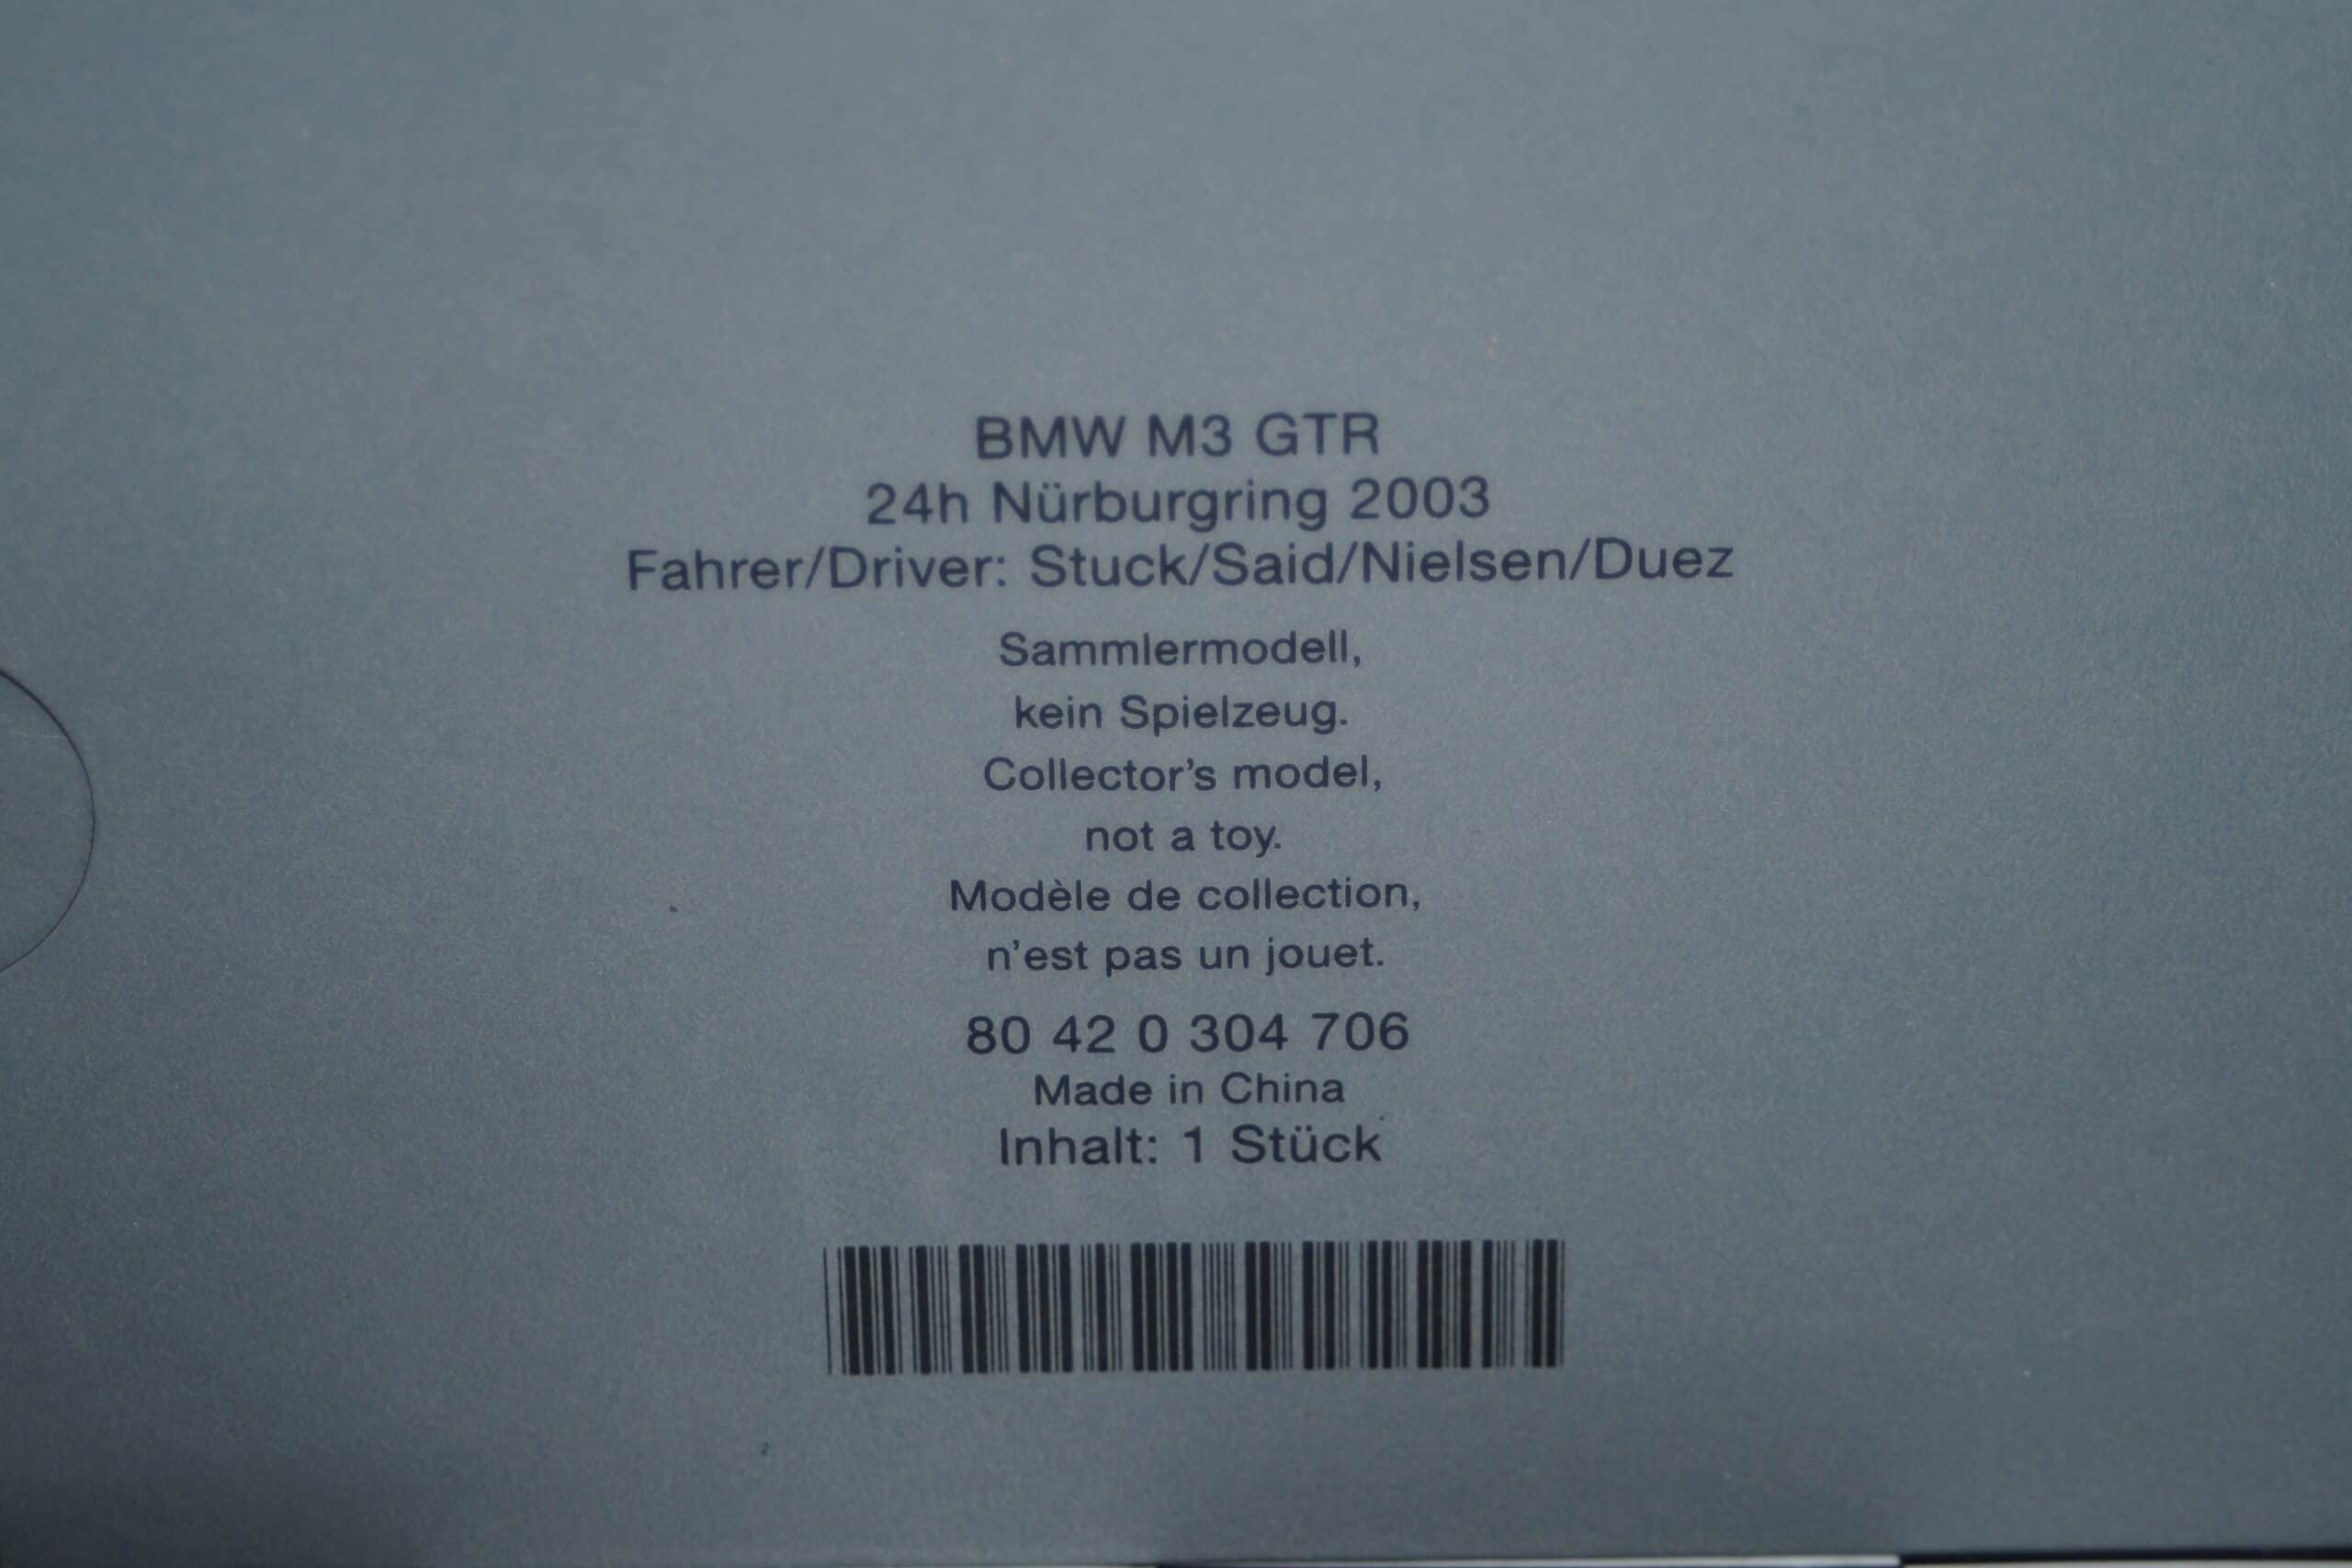 BMW M3 GTR
24h Nürburgring 2003
Fahrer/Driver: Stuck/Said/Nielsen/Duez
Sammlermodell,
kein Spielzeug.
Collector's model,
not a toy.
Modèle de collection,
n'est pas un jouet.
80 42 0 304 706
Made in China
Inhalt: 1 Stück